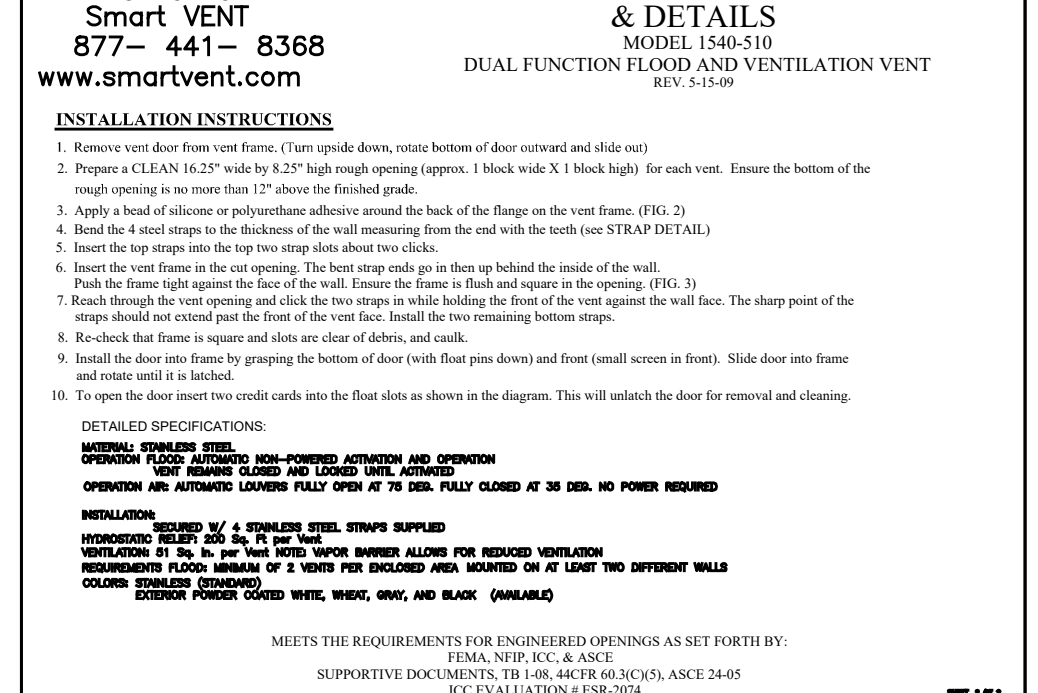 Smart VENT
877- 441- 8368
www.smartvent.com
& DETAILS
MODEL 1540-510
DUAL FUNCTION FLOOD AND VENTILATION VENT
REV. 5-15-09
INSTALLATION INSTRUCTIONS
1. Remove vent door from vent frame. (Turn upside down, rotate bottom of door outward and slide out)
2. Prepare a CLEAN 16.25" wide by 8.25" high rough opening (approx. 1 block wide X 1 block high) for each vent. Ensure the bottom of the
rough opening is no more than 12" above the finished grade.
3. Apply a bead of silicone or polyurethane adhesive around the back of the flange on the vent frame. (FIG. 2)
4. Bend the 4 steel straps to the thickness of the wall measuring from the end with the teeth (see STRAP DETAIL)
5. Insert the top straps into the top two strap slots about two clicks.
6. Insert the vent frame in the cut opening. The bent strap ends go in then up behind the inside of the wall.
Push the frame tight against the face of the wall. Ensure the frame is flush and square in the opening. (FIG. 3)
7. Reach through the vent opening and click the two straps in while holding the front of the vent against the wall face. The sharp point of the
straps should not extend past the front of the vent face. Install the two remaining bottom straps.
8. Re-check that frame is square and slots are clear of debris, and caulk.
9. Install the door into frame by grasping the bottom of door (with float pins down) and front (small screen in front). Slide door into frame
and rotate until it is latched.
10. To open the door insert two credit cards into the float slots as shown in the diagram. This will unlatch the door for removal and cleaning.
DETAILED SPECIFICATIONS:
MATERIAL: STAINLESS STEEL
OPERATION FLOOD: AUTOMATIC NON-POWERED ACTIVATION AND OPERATION
VENT REMAINS CLOSED AND LOCKED UNTIL ACTIVATED
OPERATION AIR: AUTOMATIC LOUVERS FULLY OPEN AT 75 DEG. FULLY CLOSED AT 35 DEG. NO POWER REQUIRED
INSTALLATION:
SECURED W/ 4 STAINLESS STEEL STRAPS SUPPLIED
HYDROSTATIC RELIEF: 200 Sq. Ft per Vent
VENTILATION: 51 Sq. In. per Vent NOTE: VAPOR BARRIER ALLOWS FOR REDUCED VENTILATION
REQUIREMENTS FLOOD: MINIMUM OF 2 VENTS PER ENCLOSED AREA MOUNTED ON AT LEAST TWO DIFFERENT WALLS
COLORS: STAINLESS (STANDARD)
EXTERIOR POWDER COATED WHITE, WHEAT, GRAY, AND BLACK (AVAILABLE)
MEETS THE REQUIREMENTS FOR ENGINEERED OPENINGS AS SET FORTH BY:
FEMA, NFIP, ICC, & ASCE
SUPPORTIVE DOCUMENTS, TB 1-08, 44CFR 60.3(C)(5), ASCE 24-05
ICC EVALUATION # ESR-2074